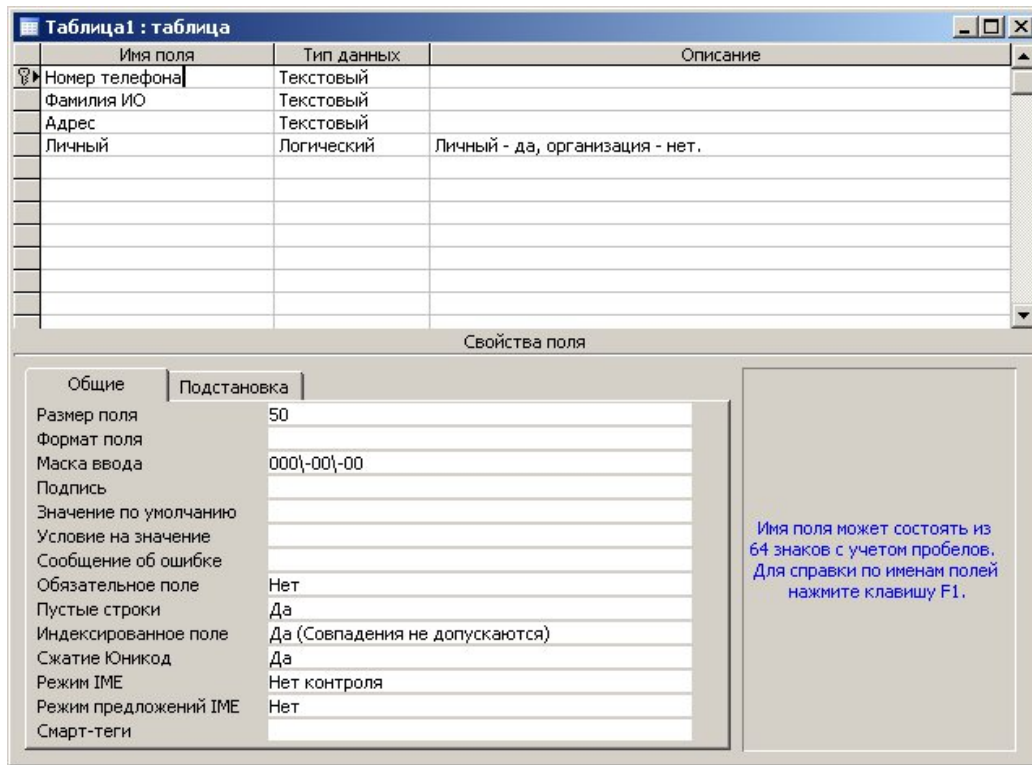 Таблица1 : таблица
Имя поля Тип данных Описание
Номер телефона Текстовый
Фамилия ИО Текстовый
Адрес Текстовый
Личный Логический Личный - да, организация - нет.
Свойства поля
Общие Подстановка
Размер поля 50
Формат поля
Маска ввода 000\-00\-00
Подпись
Значение по умолчанию
Условие на значение
Сообщение об ошибке
Обязательное поле Нет
Пустые строки Да
Индексированное поле Да (Совпадения не допускаются)
Сжатие Юникод Да
Режим IME Нет контроля
Режим предложений IME Нет
Смарт-теги
Имя поля может состоять из
64 знаков с учетом пробелов.
Для справки по именам полей
нажмите клавишу F1.